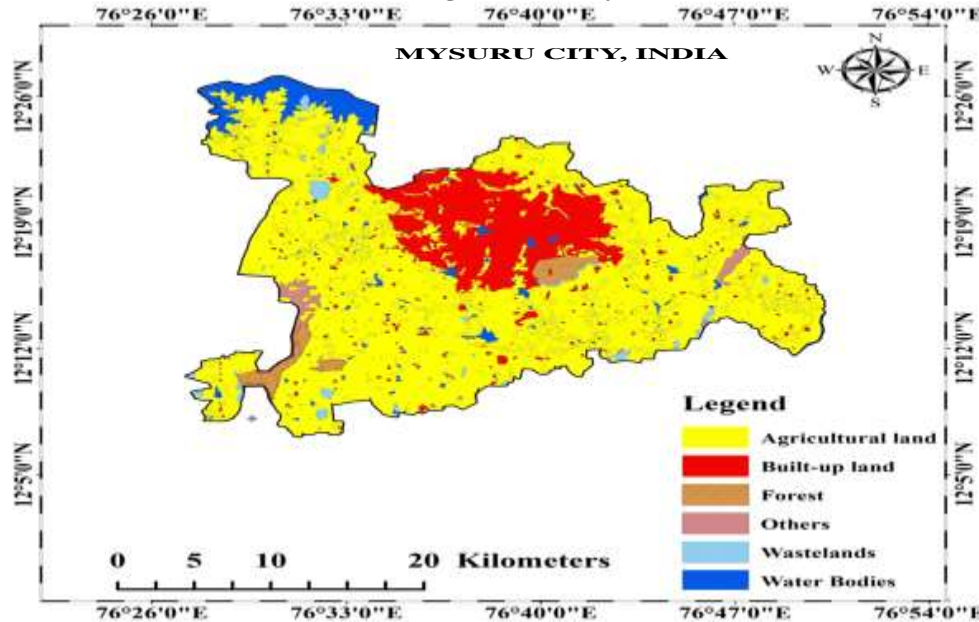 76°26'0"E 76°33'0"E 76°40'0"E 76°47'0"E 76°54'0"E
MYSURU CITY, INDIA
N
W E
S
12°26'0"N 12°26'0"N
12°19'0"N 12°19'0"N
12°12'0"N 12°12'0"N
12°5'0"N 12°5'0"N
Legend
Agricultural land
Built-up land
Forest
Others
Wastelands
Water Bodies
0 5 10 20 Kilometers
76°26'0"E 76°33'0"E 76°40'0"E 76°47'0"E 76°54'0"E